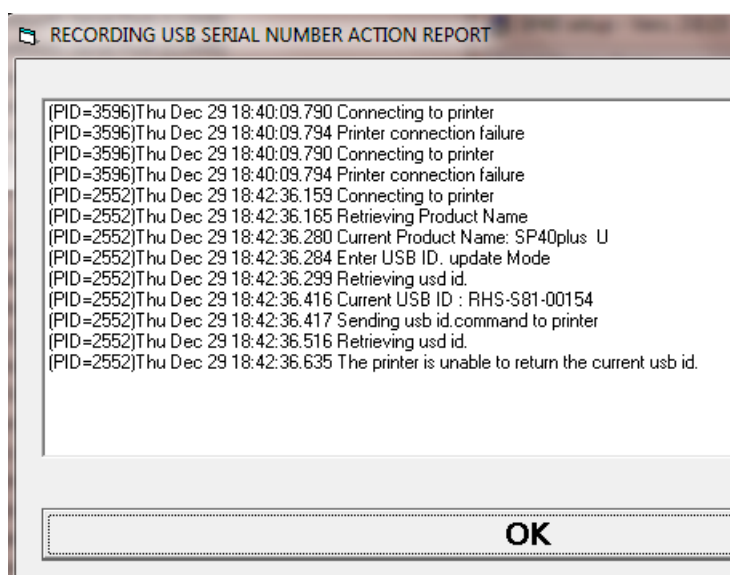 RECORDING USB SERIAL NUMBER ACTION REPORT
(PID=3596)Thu Dec 29 18:40:09.790 Connecting to printer
(PID=3596)Thu Dec 29 18:40:09.794 Printer connection failure
(PID=3596)Thu Dec 29 18:40:09.790 Connecting to printer
(PID=3596)Thu Dec 29 18:40:09.794 Printer connection failure
(PID=2552)Thu Dec 29 18:42:36.159 Connecting to printer
(PID=2552)Thu Dec 29 18:42:36.165 Retrieving Product Name
(PID=2552)Thu Dec 29 18:42:36.280 Current Product Name: SP40plus  U
(PID=2552)Thu Dec 29 18:42:36.284 Enter USB ID. update Mode
(PID=2552)Thu Dec 29 18:42:36.299 Retrieving usd id.
(PID=2552)Thu Dec 29 18:42:36.416 Current USB ID : RHS-S81-00154
(PID=2552)Thu Dec 29 18:42:36.417 Sending usb id.command to printer
(PID=2552)Thu Dec 29 18:42:36.516 Retrieving usd id.
(PID=2552)Thu Dec 29 18:42:36.635 The printer is unable to return the current usb id.
OK